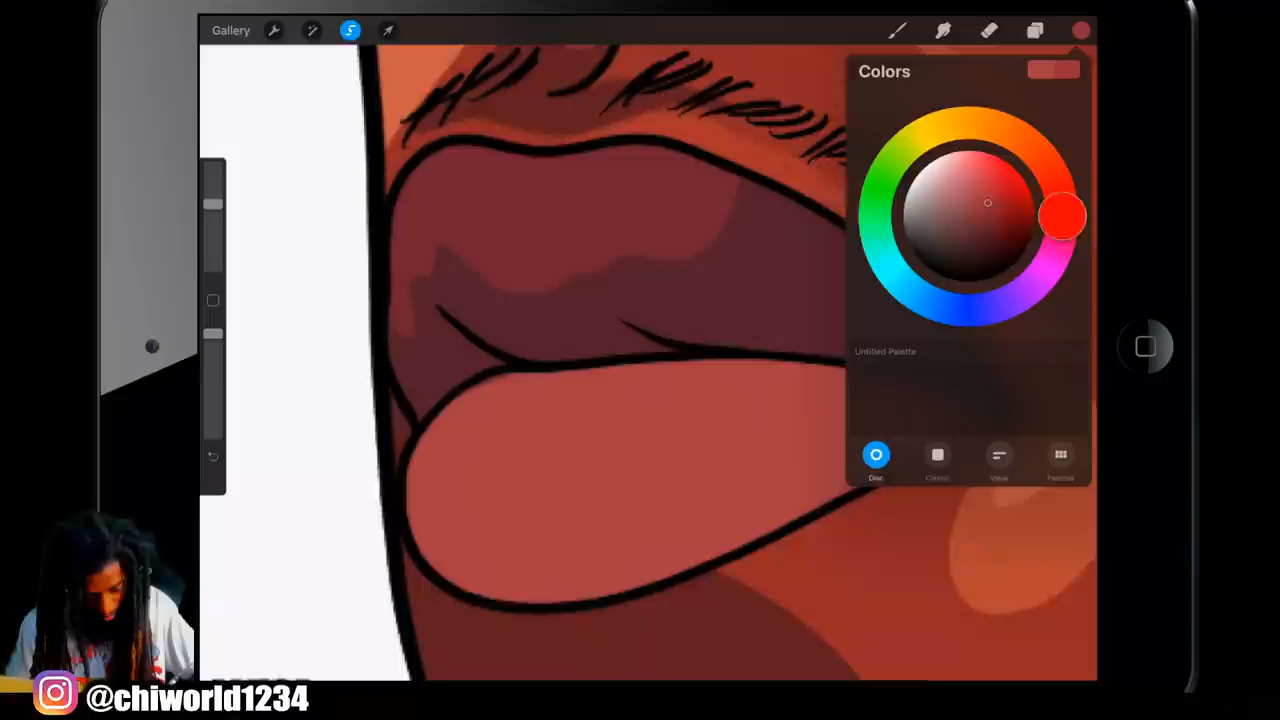 Gallery
Colors
Untitled Palette
Disc
Classic
Value
Palettes
@chiworld1234